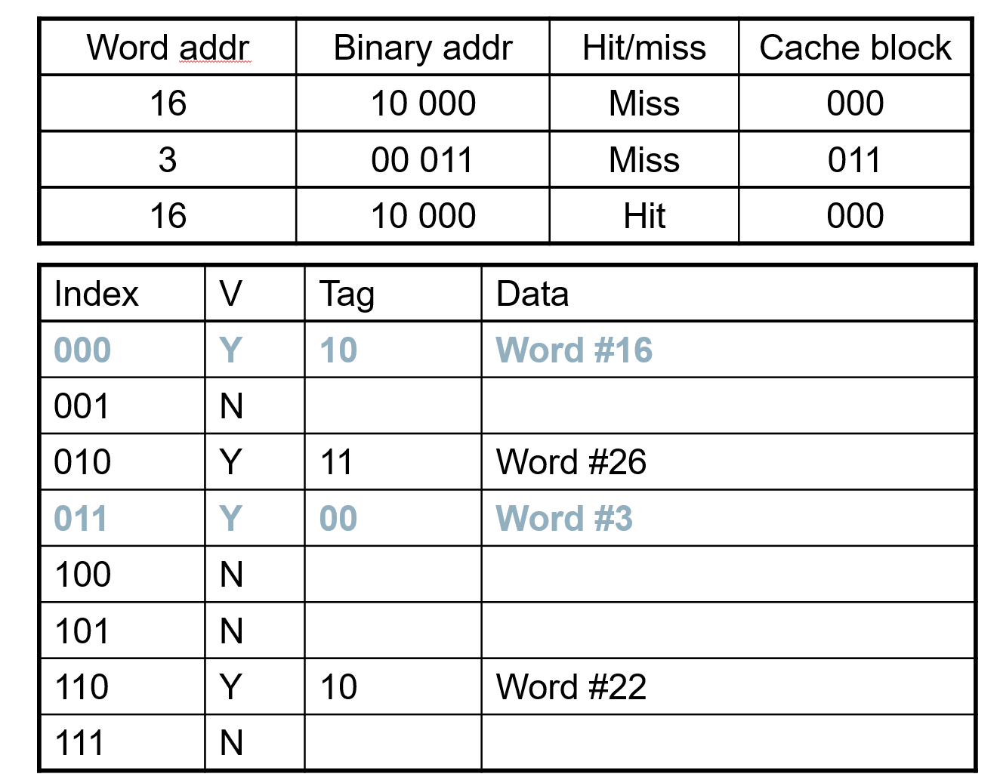 Word addr Binary addr Hit/miss Cache block
16 10 000 Miss 000
3 00 011 Miss 011
16 10 000 Hit 000
Index V Tag Data
000 Y 10 Word #16
001 N
010 Y 11 Word #26
011 Y 00 Word #3
100 N
101 N
110 Y 10 Word #22
111 N